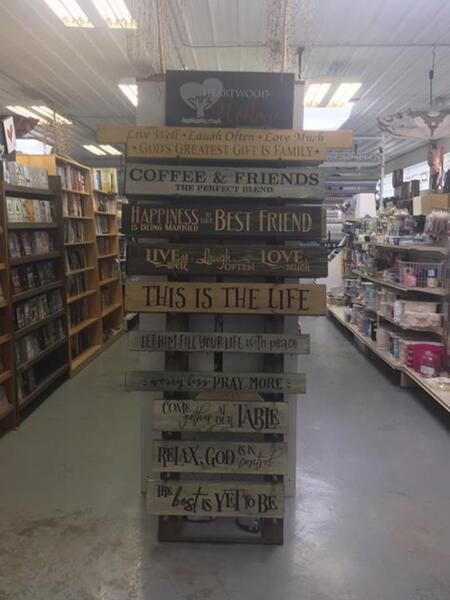 HEARTWOOD
Hollow
Live Well • Laugh Often • Love Much
• GOD'S GREATEST GIFT IS FAMILY •
COFFEE & FRIENDS
THE PERFECT BLEND
HAPPINESS IS BEING MARRIED TO YOUR BEST FRIEND
LIVE well Laugh OFTEN LOVE much
THIS IS THE LIFE
LET HIM FILL YOUR LIFE with peace
worry less PRAY MORE
COME gather AT OUR TABLE
RELAX, GOD IS IN control
THE best IS YET TO BE